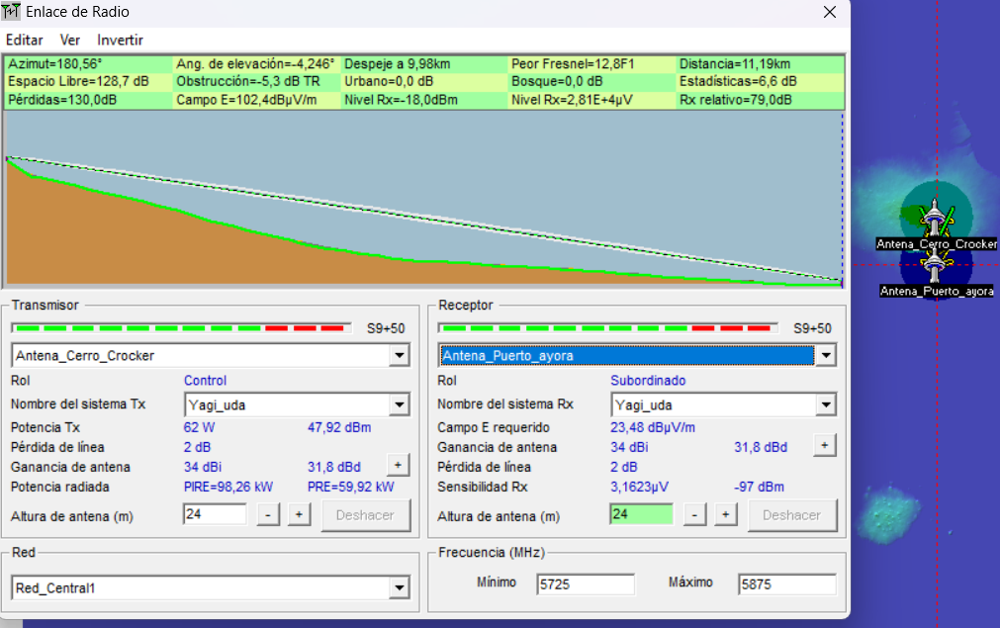 Enlace de Radio
Editar Ver Invertir
Azimut=180,56° Ang. de elevación=-4,246° Despeje a 9,98km Peor Fresnel=12,8F1 Distancia=11,19km
Espacio Libre=128,7 dB Obstrucción=-5,3 dB TR Urbano=0,0 dB Bosque=0,0 dB Estadísticas=6,6 dB
Pérdidas=130,0dB Campo E=102,4dBµV/m Nivel Rx=-18,0dBm Nivel Rx=2,81E+4µV Rx relativo=79,0dB
Antena_Cerro_Crocker
Antena_Puerto_ayora
Transmisor
S9+50
Antena_Cerro_Crocker
Rol Control
Nombre del sistema Tx Yagi_uda
Potencia Tx 62 W 47,92 dBm
Pérdida de línea 2 dB
Ganancia de antena 34 dBi 31,8 dBd +
Potencia radiada PIRE=98,26 kW PRE=59,92 kW
Altura de antena (m) 24 - + Deshacer
Receptor
S9+50
Antena_Puerto_ayora
Rol Subordinado
Nombre del sistema Rx Yagi_uda
Campo E requerido 23,48 dBµV/m
Ganancia de antena 34 dBi 31,8 dBd +
Pérdida de línea 2 dB
Sensibilidad Rx 3,1623µV -97 dBm
Altura de antena (m) 24 - + Deshacer
Red
Red_Central1
Frecuencia (MHz)
Mínimo 5725 Máximo 5875